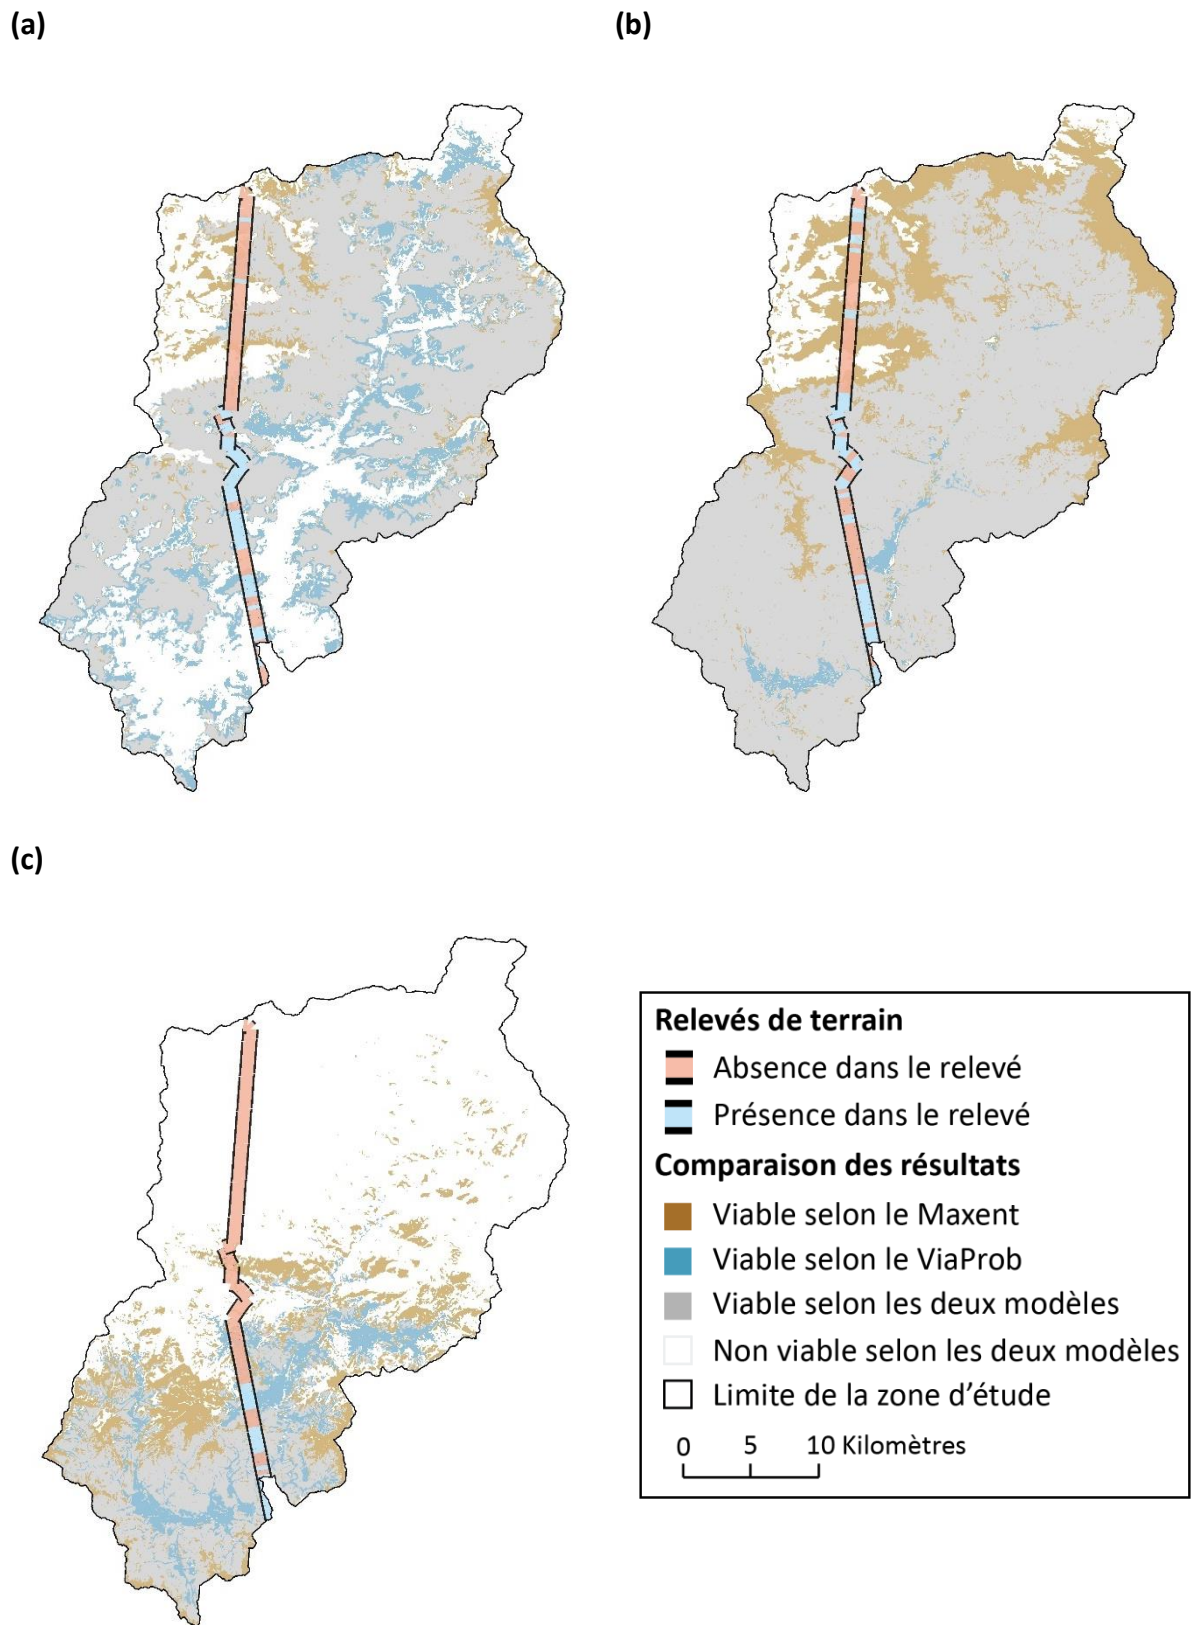 (a)
(b)
(c)
Relevés de terrain
Absence dans le relevé
Présence dans le relevé
Comparaison des résultats
Viable selon le Maxent
Viable selon le ViaProb
Viable selon les deux modèles
Non viable selon les deux modèles
Limite de la zone d’étude
0 5 10 Kilomètres